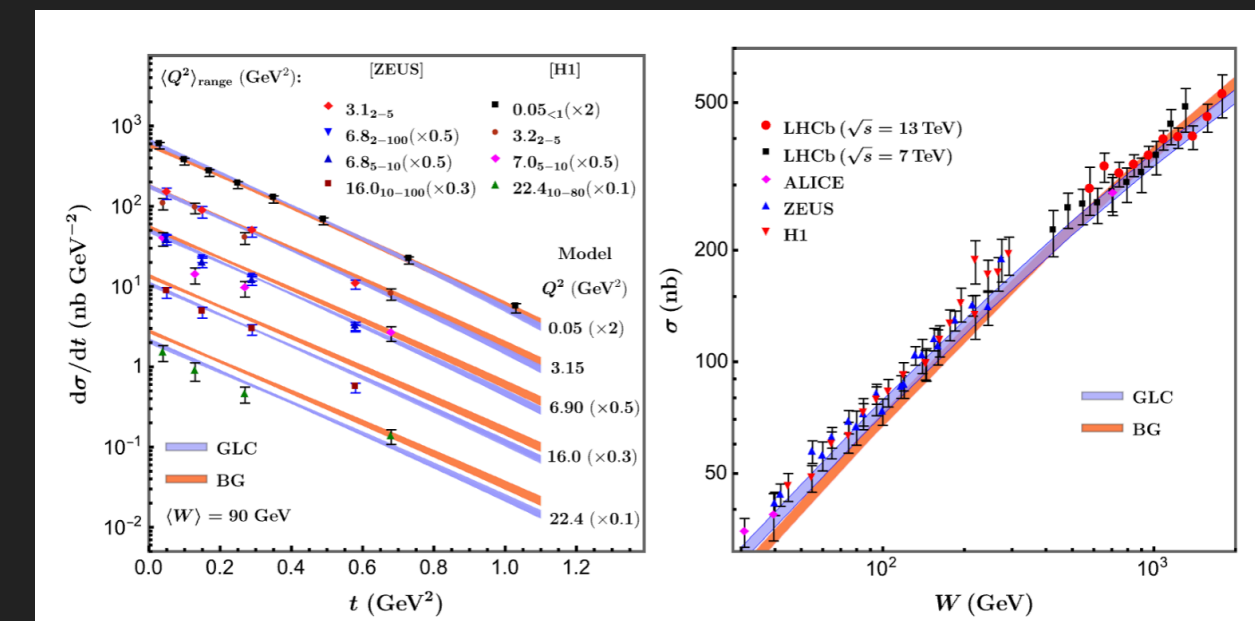 ⟨Q²⟩range (GeV²):
[ZEUS]
[H1]
3.1₂₋₅
6.8₂₋₁₀₀(×0.5)
6.8₅₋₁₀(×0.5)
16.0₁₀₋₁₀₀(×0.3)
0.05<1(×2)
3.2₂₋₅
7.0₅₋₁₀(×0.5)
22.4₁₀₋₈₀(×0.1)
Model
Q² (GeV²)
0.05 (×2)
3.15
6.90 (×0.5)
16.0 (×0.3)
22.4 (×0.1)
GLC
BG
⟨W⟩ = 90 GeV
dσ/dt (nb GeV⁻²)
10³
10²
10¹
1
10⁻¹
10⁻²
0.0 0.2 0.4 0.6 0.8 1.0 1.2
t (GeV²)
LHCb (√s = 13 TeV)
LHCb (√s = 7 TeV)
ALICE
ZEUS
H1
GLC
BG
σ (nb)
500
200
100
50
10² 10³
W (GeV)